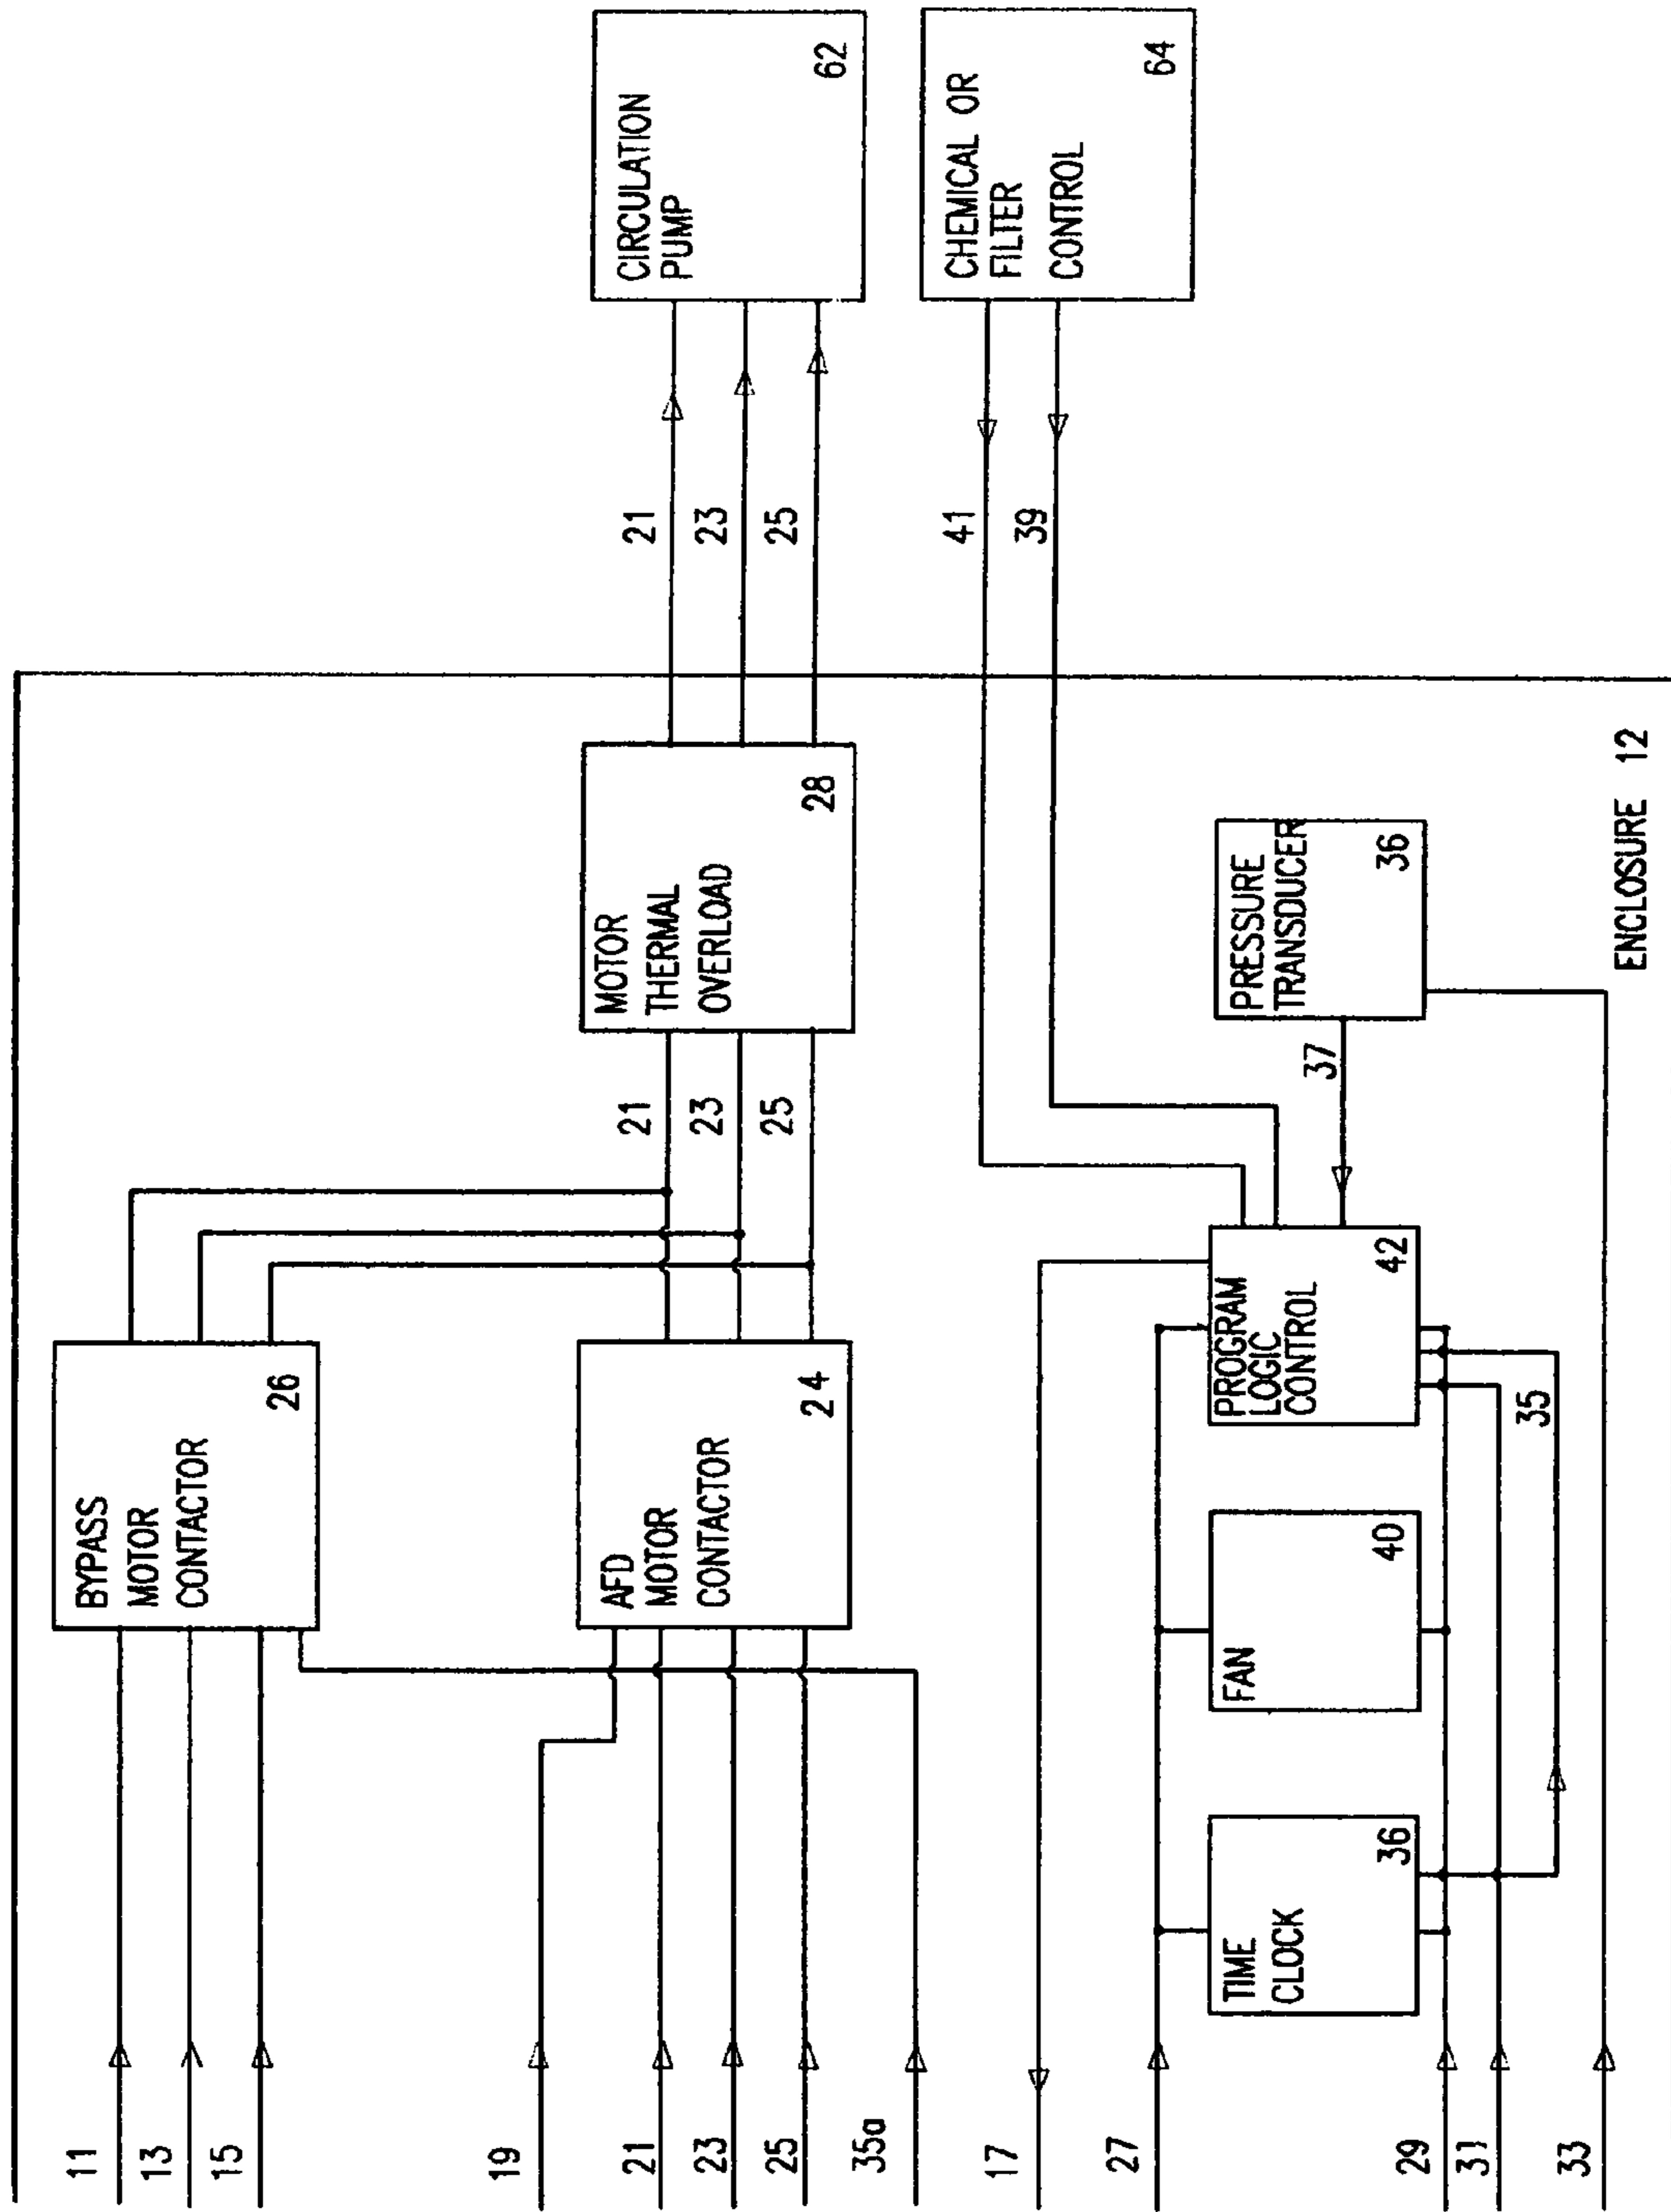 11
13
15
19
21
23
25
35a
17
27
29
31
33
BYPASS
MOTOR
CONTACTOR
26
AFD
MOTOR
CONTACTOR
24
TIME
CLOCK
36
FAN
40
PROGRAM
LOGIC
CONTROL
42
35
21
23
25
37
MOTOR
THERMAL
OVERLOAD
28
PRESSURE
TRANSDUCER
36
ENCLOSURE 12
21
23
25
41
39
CIRCULATION
PUMP
62
CHEMICAL OR
FILTER
CONTROL
64